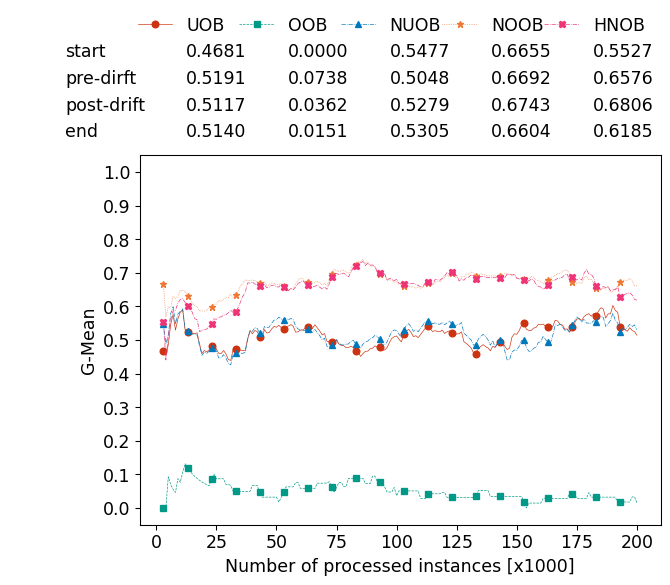 UOB OOB NUOB NOOB HNOB
start 0.4681 0.0000 0.5477 0.6655 0.5527
pre-dirft 0.5191 0.0738 0.5048 0.6692 0.6576
post-drift 0.5117 0.0362 0.5279 0.6743 0.6806
end 0.5140 0.0151 0.5305 0.6604 0.6185
1.0
0.9
0.8
0.7
0.6
0.5
0.4
0.3
0.2
0.1
0.0
G-Mean
0 25 50 75 100 125 150 175 200
Number of processed instances [x1000]